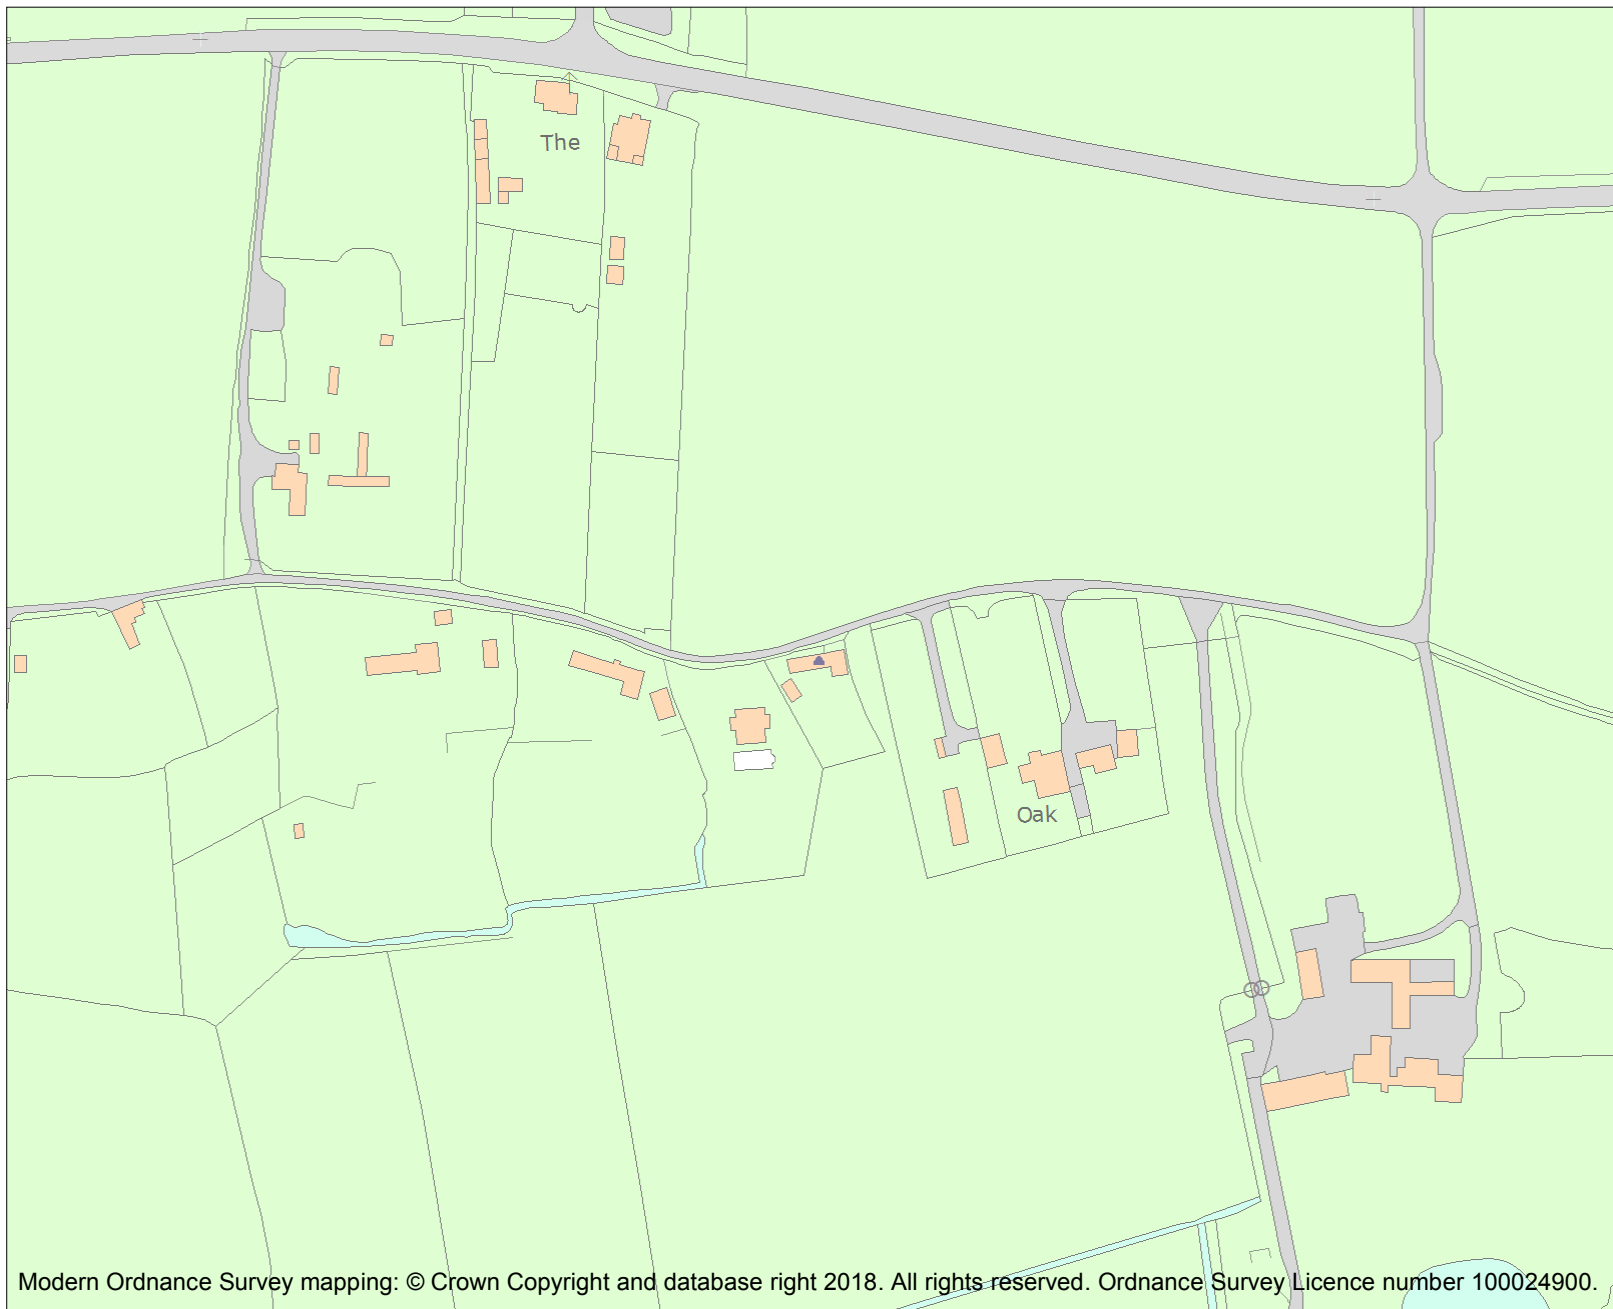 The
Oak
Modern Ordnance Survey mapping: © Crown Copyright and database right 2018. All rights reserved. Ordnance Survey Licence number 100024900.